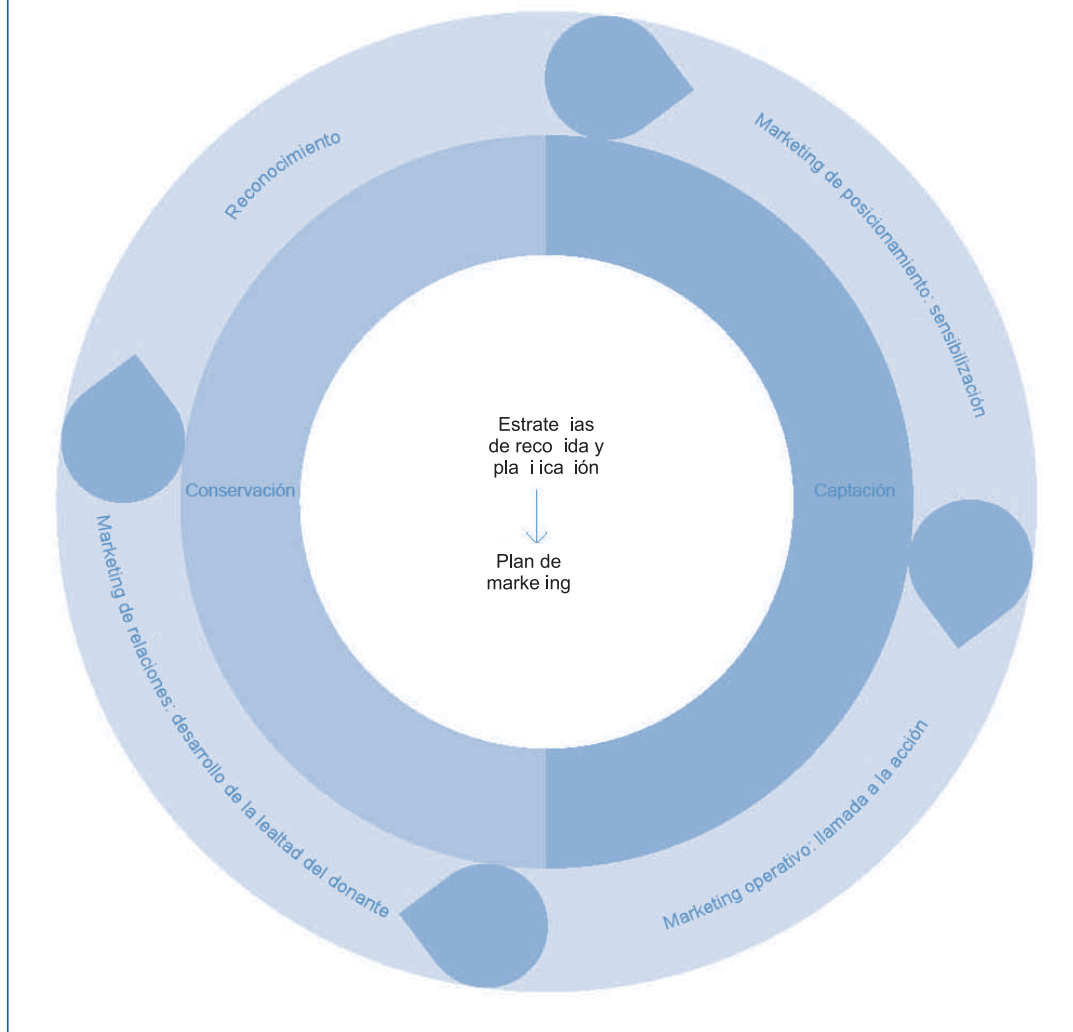 Reconocimiento
Marketing de posicionamiento: sensibilización
Estrate ias
de reco ida y
pla i ica ión
Conservación
Captación
Plan de
marke ing
Marketing de relaciones: desarrollo de la lealtad del donante
Marketing operativo: llamada a la acción